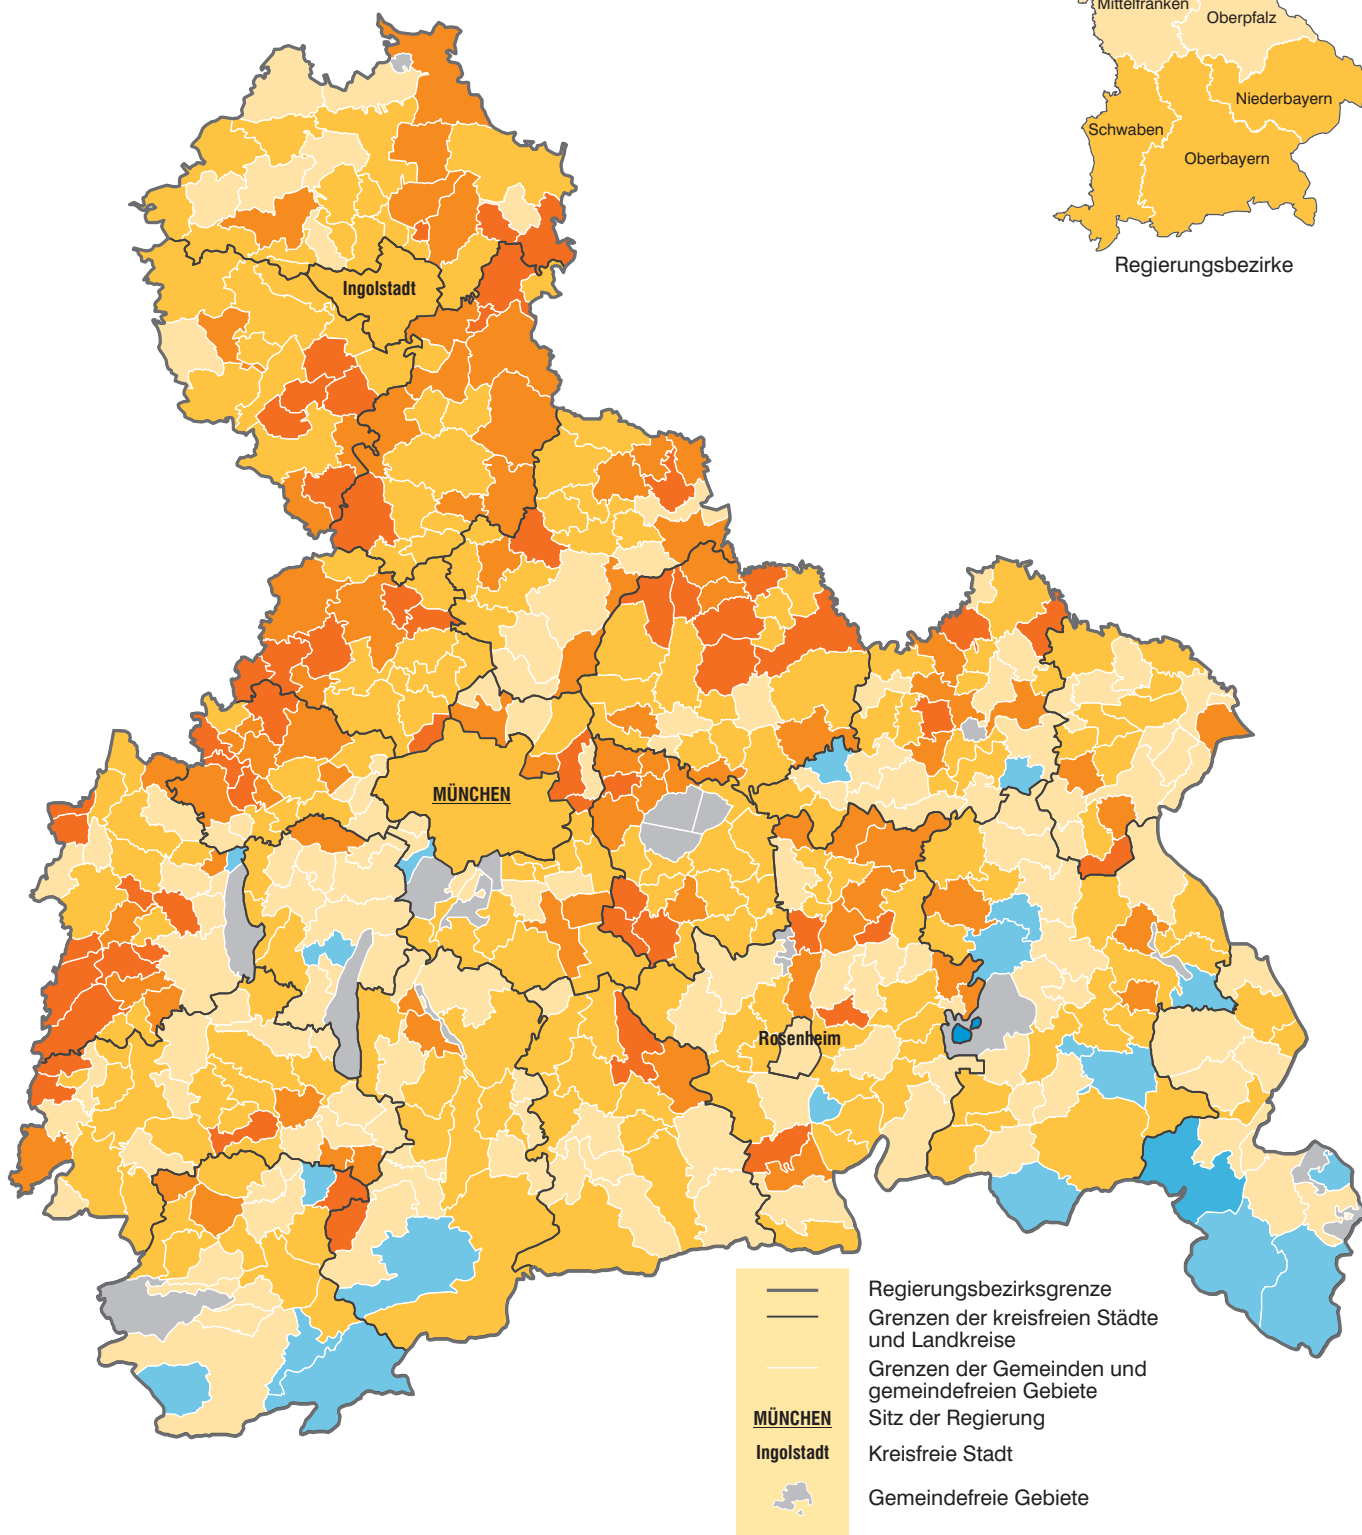 Mittelfranken
Oberpfalz
Niederbayern
Schwaben
Oberbayern
Regierungsbezirke
Ingolstadt
MÜNCHEN
Rosenheim
Regierungsbezirksgrenze
Grenzen der kreisfreien Städte
und Landkreise
Grenzen der Gemeinden und
gemeindefreien Gebiete
MÜNCHEN Sitz der Regierung
Ingolstadt Kreisfreie Stadt
Gemeindefreie Gebiete